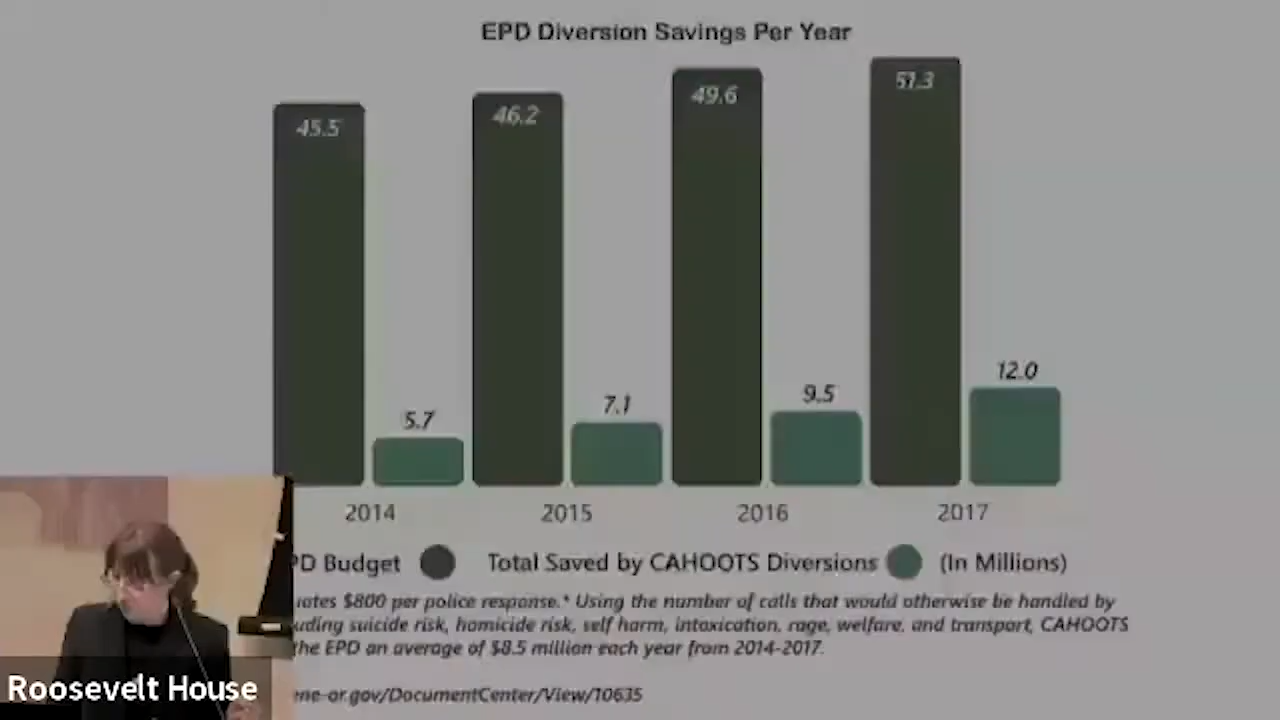 EPD Diversion Savings Per Year
45.5 46.2 49.6 51.3
5.7 7.1 9.5 12.0
2014 2015 2016 2017
PD Budget Total Saved by CAHOOTS Diversions (In Millions)
$800 per police response.* Using the number of calls that would otherwise be handled by
suicide risk, homicide risk, self harm, intoxication, rage, welfare, and transport, CAHOOTS
the EPD an average of $8.5 million each year from 2014-2017.
ene-or.gov/DocumentCenter/View/10635
Roosevelt House